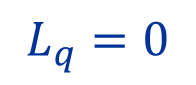 $L_q = 0$